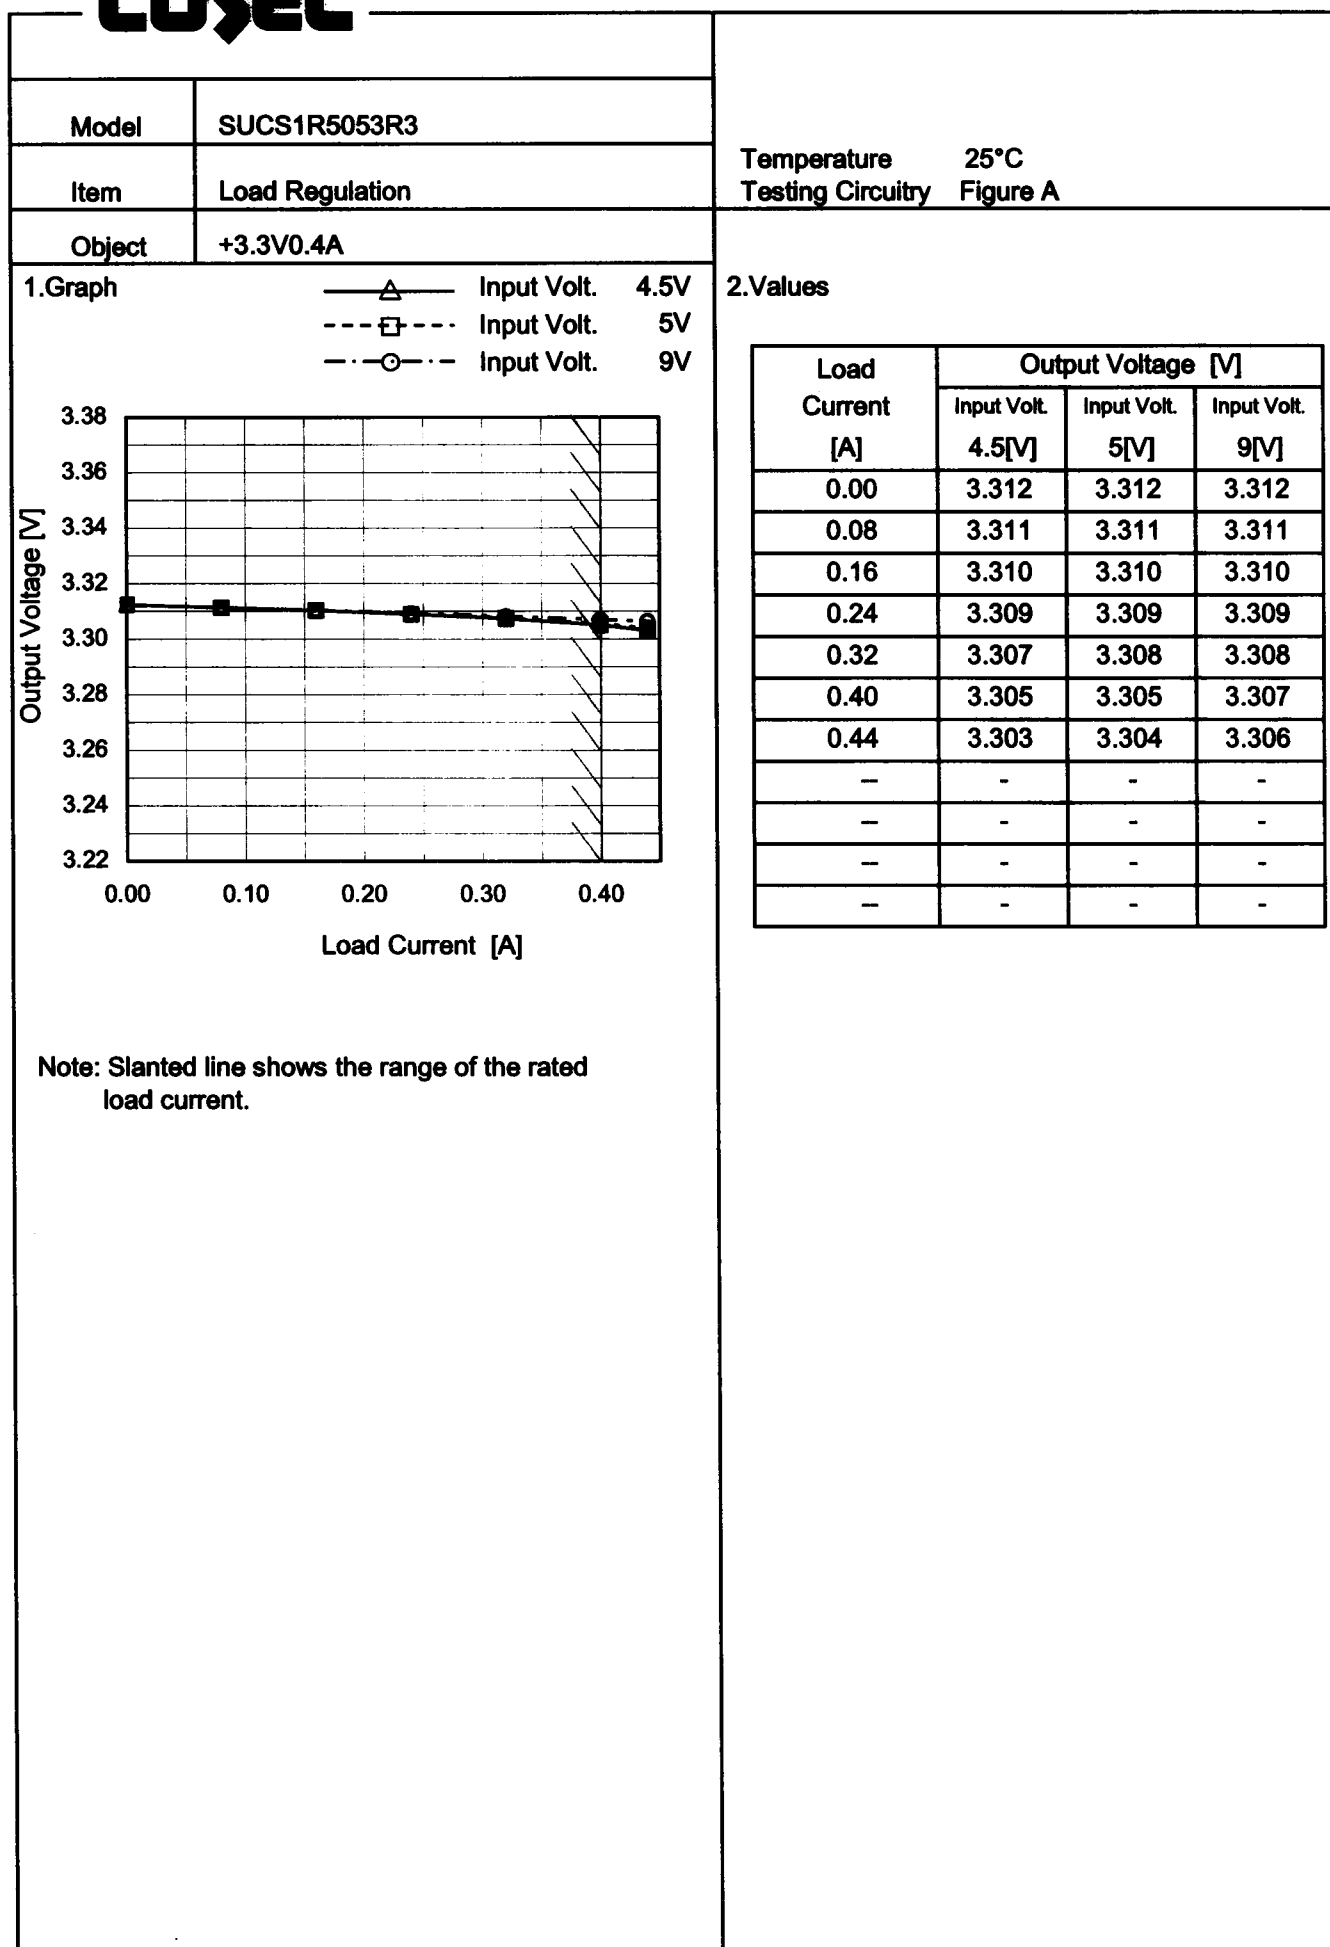 COSEL
Model SUCS1R5053R3
Item Load Regulation
Object +3.3V0.4A
Temperature 25°C
Testing Circuitry Figure A
1.Graph
Input Volt. 4.5V
Input Volt. 5V
Input Volt. 9V
3.38
3.36
3.34
3.32
3.30
3.28
3.26
3.24
3.22
Output Voltage [V]
0.00 0.10 0.20 0.30 0.40
Load Current [A]
Note: Slanted line shows the range of the rated
load current.
2.Values
Load Output Voltage [V]
Current Input Volt. Input Volt. Input Volt.
[A] 4.5[V] 5[V] 9[V]
0.00 3.312 3.312 3.312
0.08 3.311 3.311 3.311
0.16 3.310 3.310 3.310
0.24 3.309 3.309 3.309
0.32 3.307 3.308 3.308
0.40 3.305 3.305 3.307
0.44 3.303 3.304 3.306
-- - - -
-- - - -
-- - - -
-- - - -